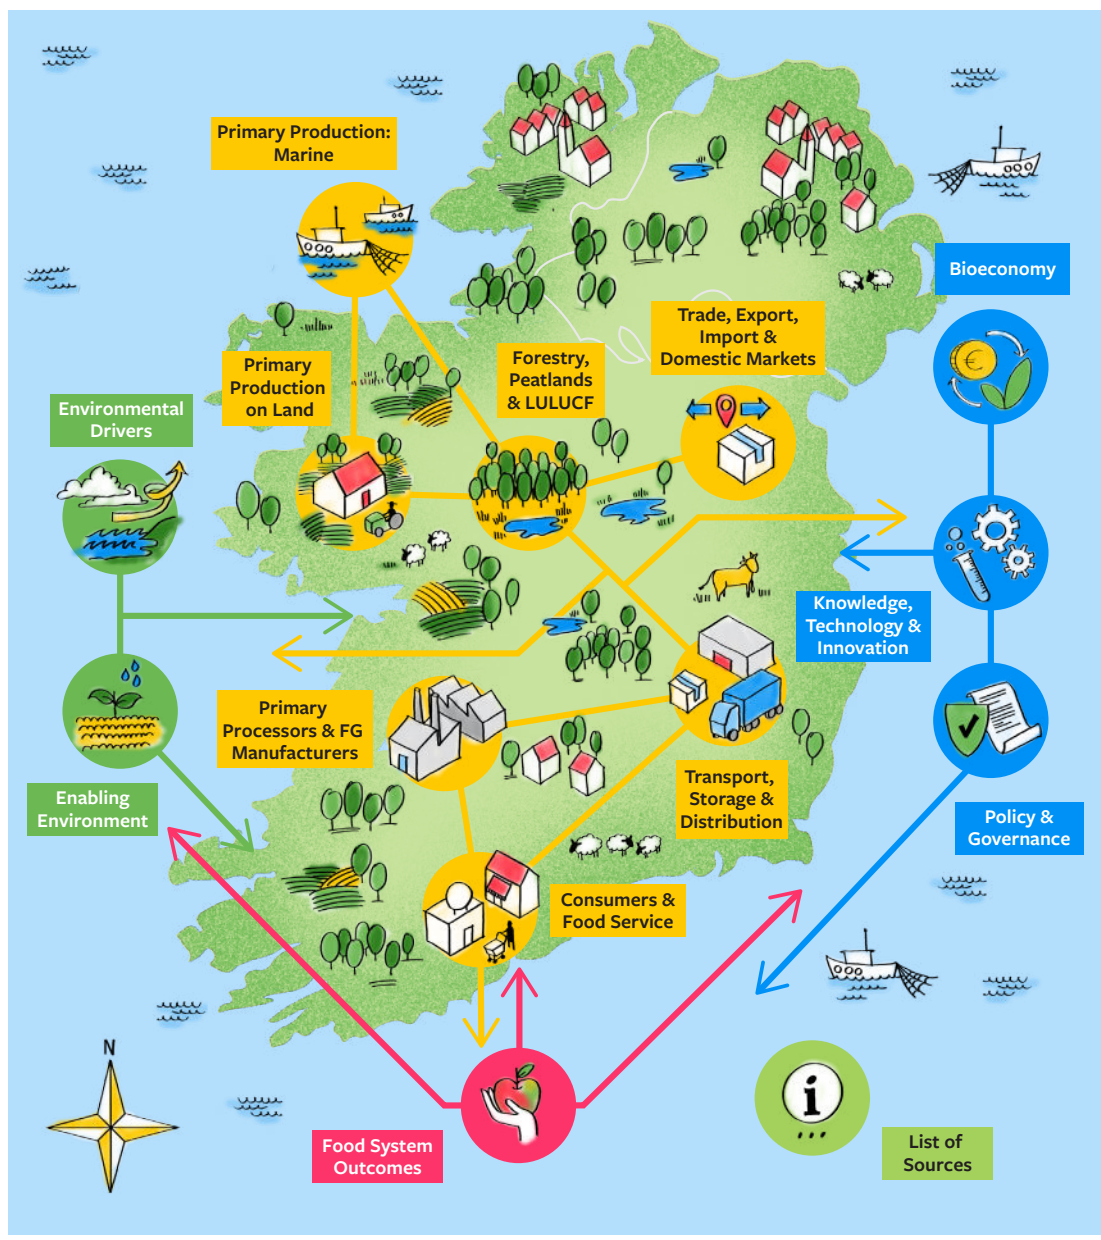 Primary Production:
Marine
Bioeconomy
Trade, Export,
Import &
Domestic Markets
Primary
Production
on Land
Forestry,
Peatlands
& LULUCF
Environmental
Drivers
€
Knowledge,
Technology &
Innovation
Primary
Processors & FG
Manufacturers
Transport,
Storage &
Distribution
Enabling
Environment
Policy &
Governance
Consumers &
Food Service
N
i
Food System
Outcomes
List of
Sources